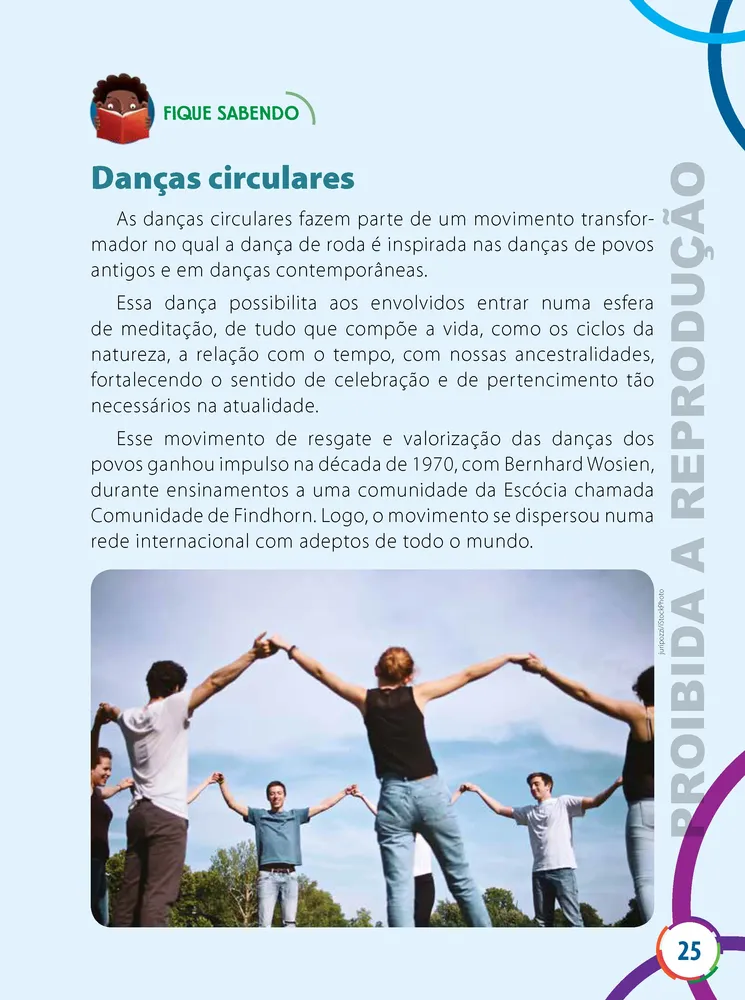 FIQUE SABENDO
Danças circulares
As danças circulares fazem parte de um movimento transfor-
mador no qual a dança de roda é inspirada nas danças de povos
antigos e em danças contemporâneas.
Essa dança possibilita aos envolvidos entrar numa esfera
de meditação, de tudo que compõe a vida, como os ciclos da
natureza, a relação com o tempo, com nossas ancestralidades,
fortalecendo o sentido de celebração e de pertencimento tão
necessários na atualidade.
Esse movimento de resgate e valorização das danças dos
povos ganhou impulso na década de 1970, com Bernhard Wosien,
durante ensinamentos a uma comunidade da Escócia chamada
Comunidade de Findhorn. Logo, o movimento se dispersou numa
rede internacional com adeptos de todo o mundo.
Juripozzi/iStockPhoto
PROIBIDA A REPRODUÇÃO
25